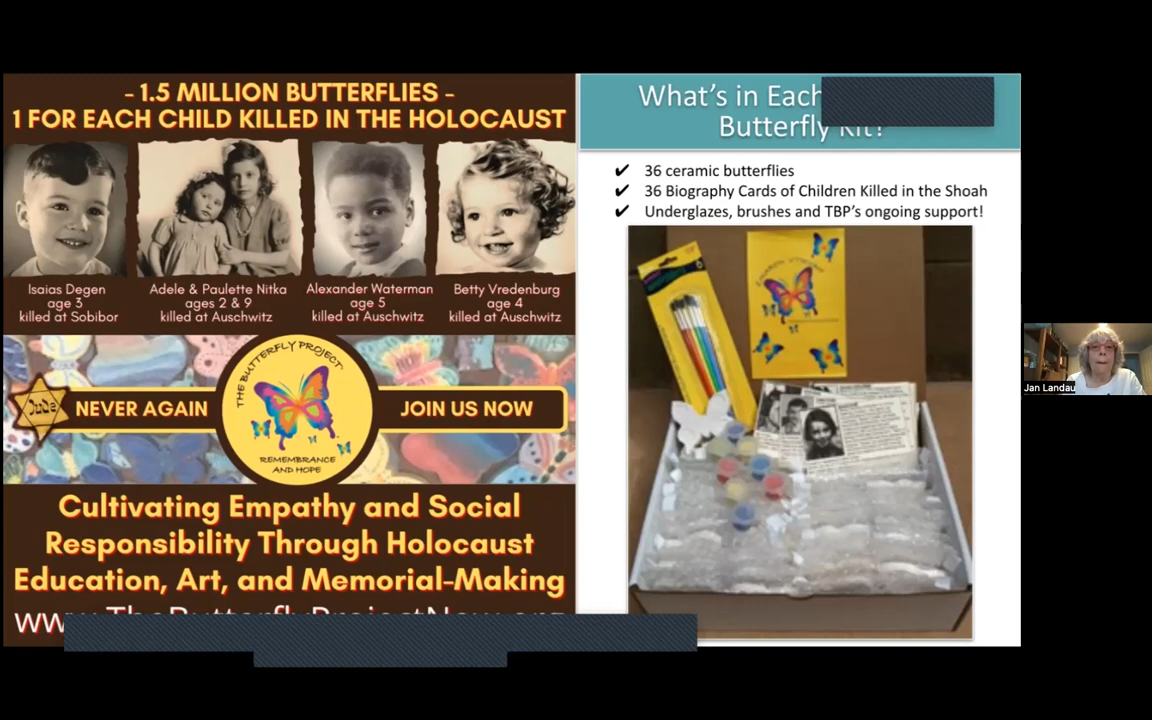 - 1.5 MILLION BUTTERFLIES -
1 FOR EACH CHILD KILLED IN THE HOLOCAUST
Isaias Degen
age 3
killed at Sobibor
Adele & Paulette Nitka
ages 2 & 9
killed at Auschwitz
Alexander Waterman
age 5
killed at Auschwitz
Betty Vredenburg
age 4
killed at Auschwitz
Jude
NEVER AGAIN
THE BUTTERFLY PROJECT
REMEMBRANCE
AND HOPE
JOIN US NOW
Cultivating Empathy and Social
Responsibility Through Holocaust
Education, Art, and Memorial-Making
What's in Each
Butterfly Kit?
✔ 36 ceramic butterflies
✔ 36 Biography Cards of Children Killed in the Shoah
✔ Underglazes, brushes and TBP's ongoing support!
Jan Landau